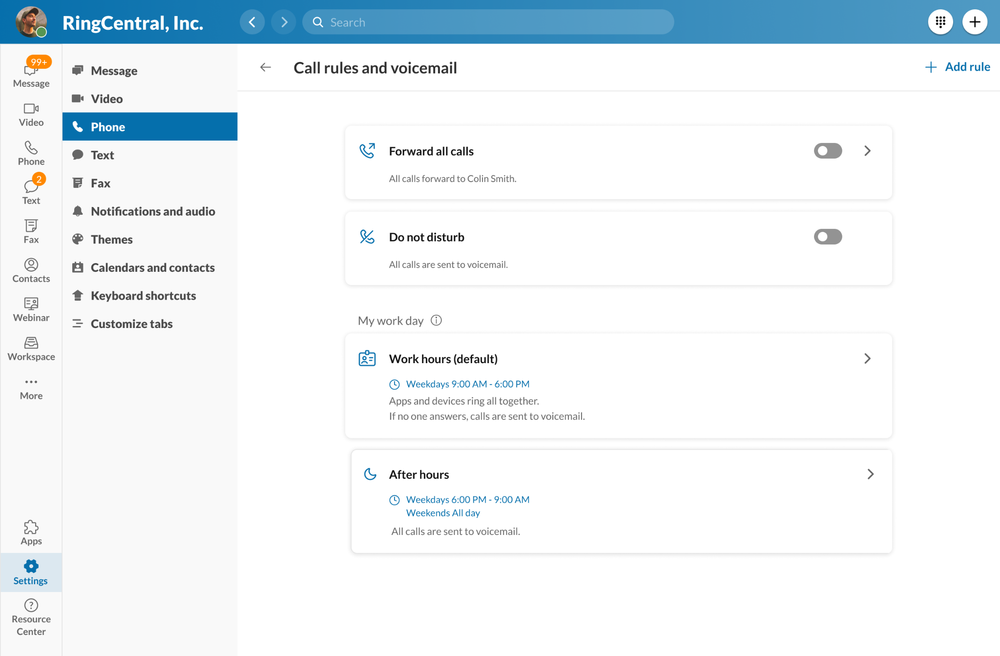 RingCentral, Inc.
Search
99+
Message
Video
Phone
2
Text
Fax
Contacts
Webinar
Workspace
More
Apps
Settings
Resource
Center
Message
Video
Phone
Text
Fax
Notifications and audio
Themes
Calendars and contacts
Keyboard shortcuts
Customize tabs
Call rules and voicemail
Add rule
Forward all calls
All calls forward to Colin Smith.
Do not disturb
All calls are sent to voicemail.
My work day
Work hours (default)
Weekdays 9:00 AM - 6:00 PM
Apps and devices ring all together.
If no one answers, calls are sent to voicemail.
After hours
Weekdays 6:00 PM - 9:00 AM
Weekends All day
All calls are sent to voicemail.